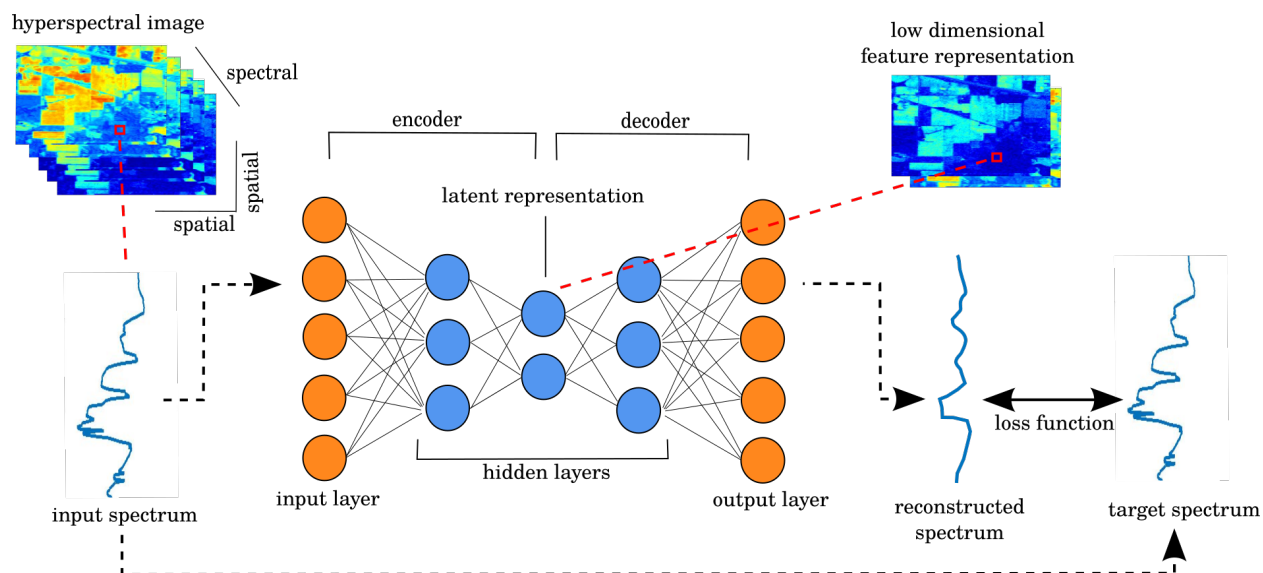 hyperspectral image
spectral
spatial
spatial
low dimensional
feature representation
encoder
decoder
latent representation
hidden layers
input layer
output layer
loss function
input spectrum
reconstructed
spectrum
target spectrum